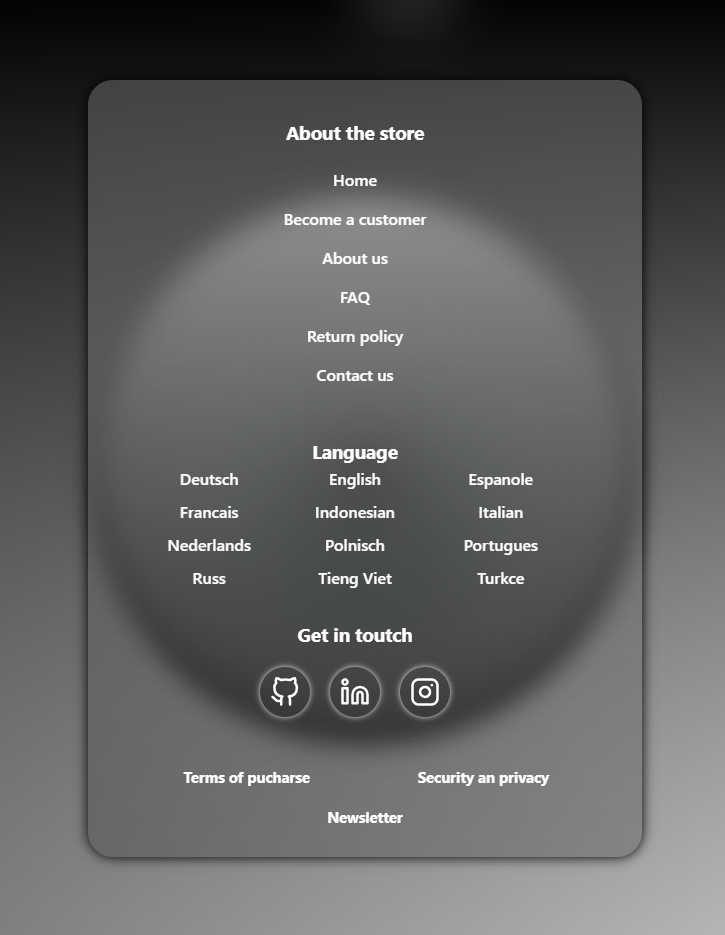 About the store
Home
Become a customer
About us
FAQ
Return policy
Contact us
Language
Deutsch English Espanole
Francais Indonesian Italian
Nederlands Polnisch Portugues
Russ Tieng Viet Turkce
Get in toutch
Terms of pucharse Security an privacy
Newsletter